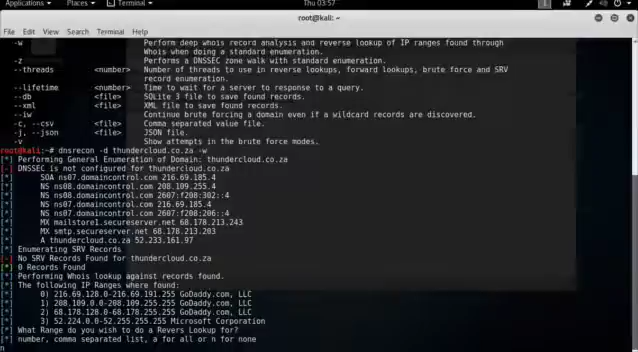 Applications
Places
Terminal
Thu 03:57
1
root@kali: ~
File Edit View Search Terminal Help
-w Perform deep whois record analysis and reverse lookup of IP ranges found through
Whois when doing a standard enumeration.
-z Performs a DNSSEC zone walk with standard enumeration.
--threads <number> Number of threads to use in reverse lookups, forward lookups, brute force and SRV
record enumeration.
--lifetime <number> Time to wait for a server to response to a query.
--db <file> SQLite 3 file to save found records.
--xml <file> XML file to save found records.
--iw Continue brute forcing a domain even if a wildcard records are discovered.
-c, --csv <file> Comma separated value file.
-j, --json <file> JSON file.
-v Show attempts in the brute force modes.
root@kali:~# dnsrecon -d thundercloud.co.za -w
[*] Performing General Enumeration of Domain: thundercloud.co.za
[-] DNSSEC is not configured for thundercloud.co.za
[*] SOA ns07.domaincontrol.com 216.69.185.4
[*] NS ns08.domaincontrol.com 208.109.255.4
[*] NS ns08.domaincontrol.com 2607:f208:302::4
[*] NS ns07.domaincontrol.com 216.69.185.4
[*] NS ns07.domaincontrol.com 2607:f208:206::4
[*] MX mailstore1.secureserver.net 68.178.213.243
[*] MX smtp.secureserver.net 68.178.213.203
[*] A thundercloud.co.za 52.233.161.97
[*] Enumerating SRV Records
[-] No SRV Records Found for thundercloud.co.za
[+] 0 Records Found
[*] Performing Whois lookup against records found.
[*] The following IP Ranges where found:
[*] 0) 216.69.128.0-216.69.191.255 GoDaddy.com, LLC
[*] 1) 208.109.0.0-208.109.255.255 GoDaddy.com, LLC
[*] 2) 68.178.128.0-68.178.255.255 GoDaddy.com, LLC
[*] 3) 52.224.0.0-52.255.255.255 Microsoft Corporation
[*] What Range do you wish to do a Revers Lookup for?
[*] number, comma separated list, a for all or n for none
n